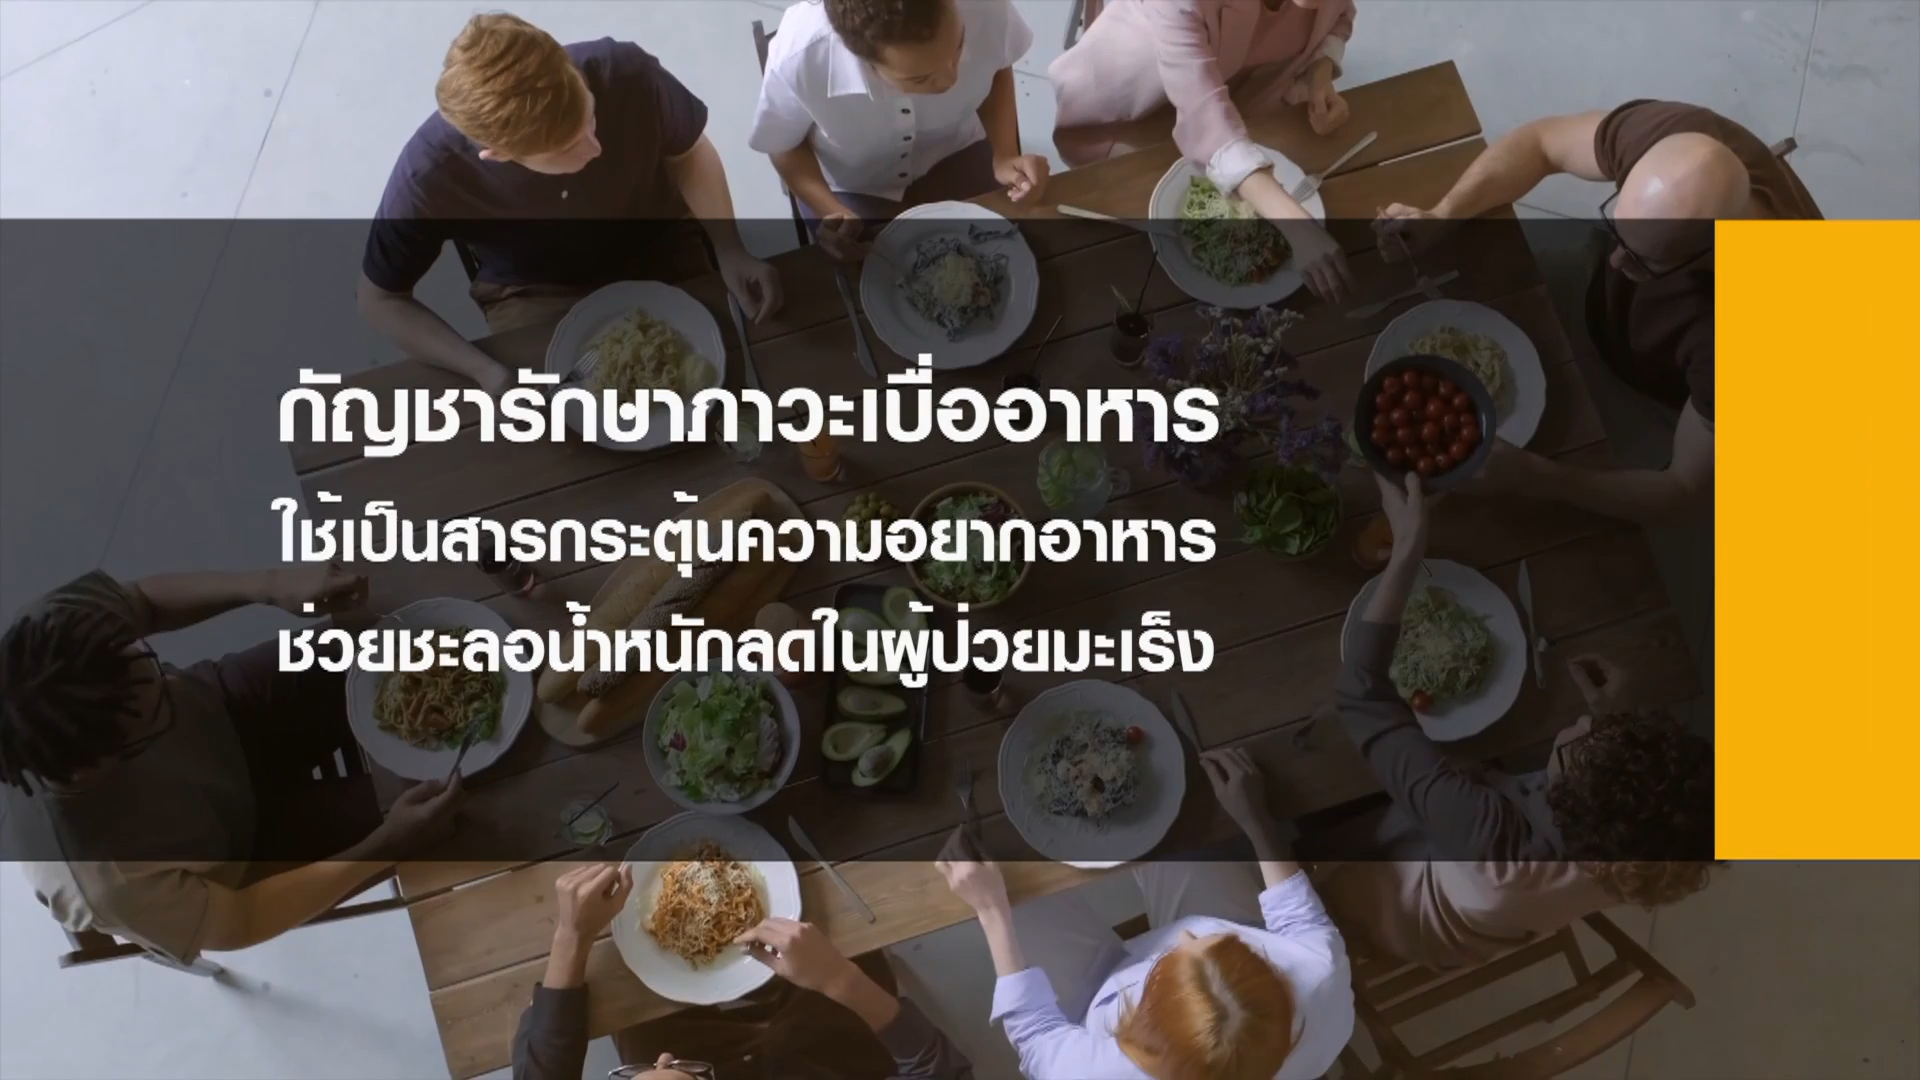 กัญชารักษาภาวะเบื่ออาหาร
ใช้เป็นสารกระตุ้นความอยากอาหาร
ช่วยชะลอน้ำหนักลดในผู้ป่วยมะเร็ง